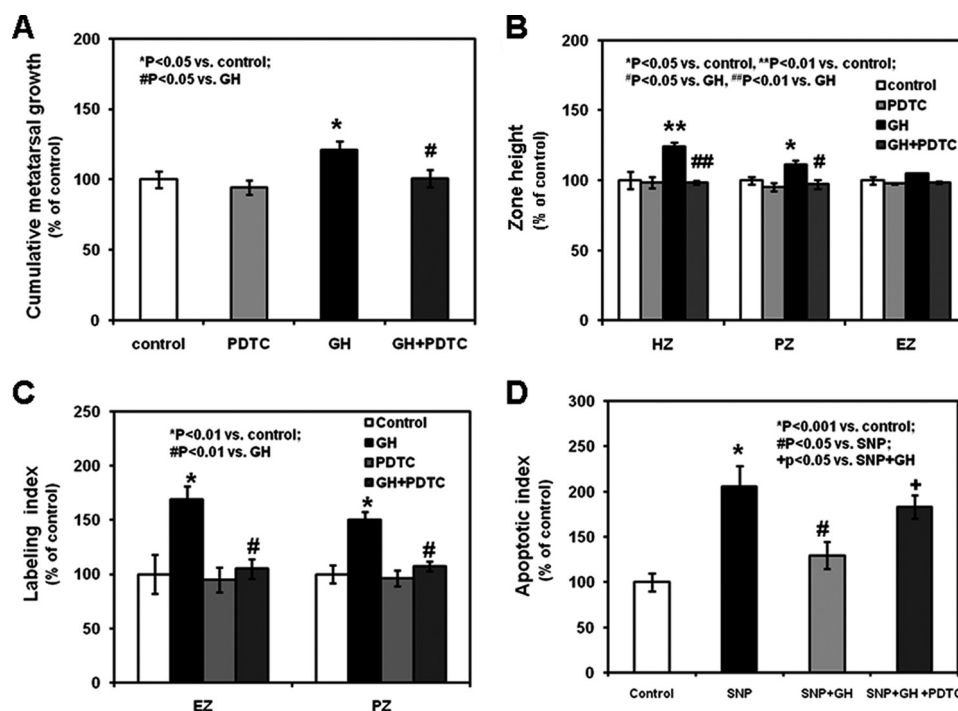 A
Cumulative metatarsal growth
(% of control)
200
150
100
50
0
*P<0.05 vs. control;
#P<0.05 vs. GH
*
#
control PDTC GH GH+PDTC
B
Zone height
(% of control)
200
150
100
50
0
*P<0.05 vs. control, **P<0.01 vs. control;
#P<0.05 vs. GH, ##P<0.01 vs. GH
control
PDTC
GH
GH+PDTC
**
##
*
#
HZ PZ EZ
C
Labeling index
(% of control)
250
200
150
100
50
0
*P<0.01 vs. control;
#P<0.01 vs. GH
Control
GH
PDTC
GH+PDTC
*
#
*
#
EZ PZ
D
Apoptotic index
(% of control)
300
250
200
150
100
50
0
*P<0.001 vs. control;
#P<0.05 vs. SNP;
+p<0.05 vs. SNP+GH
*
#
+
Control SNP SNP+GH SNP+GH +PDTC